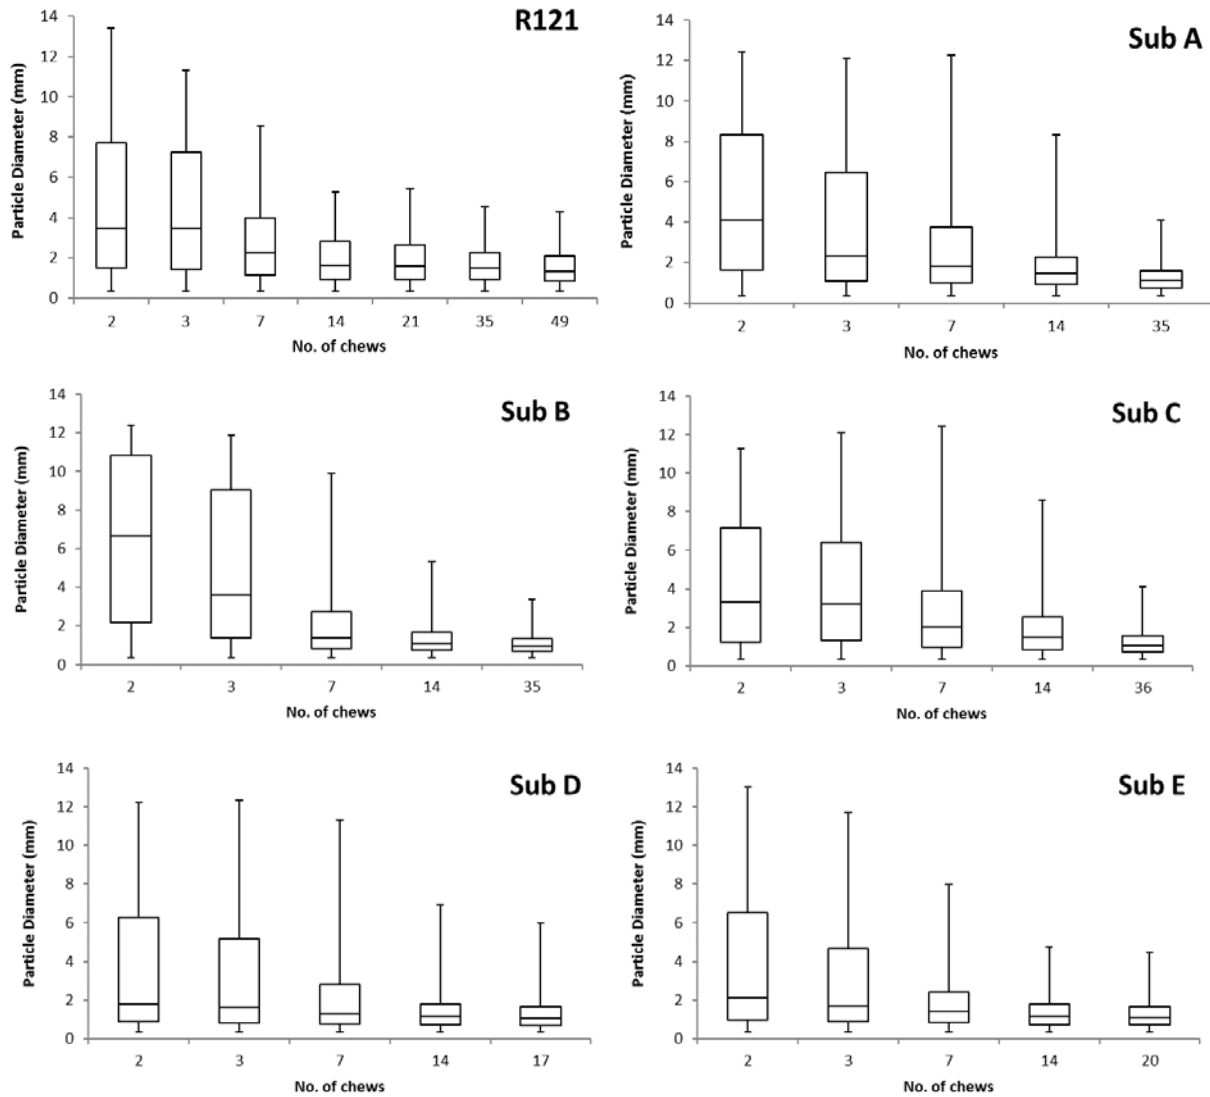 R121
Particle Diameter (mm)
14
12
10
8
6
4
2
0
2 3 7 14 21 35 49
No. of chews
Sub A
Particle Diameter (mm)
14
12
10
8
6
4
2
0
2 3 7 14 35
No. of chews
Sub B
Particle Diameter (mm)
14
12
10
8
6
4
2
0
2 3 7 14 35
No. of chews
Sub C
Particle Diameter (mm)
14
12
10
8
6
4
2
0
2 3 7 14 36
No. of chews
Sub D
Particle Diameter (mm)
14
12
10
8
6
4
2
0
2 3 7 14 17
No. of chews
Sub E
Particle Diameter (mm)
14
12
10
8
6
4
2
0
2 3 7 14 20
No. of chews